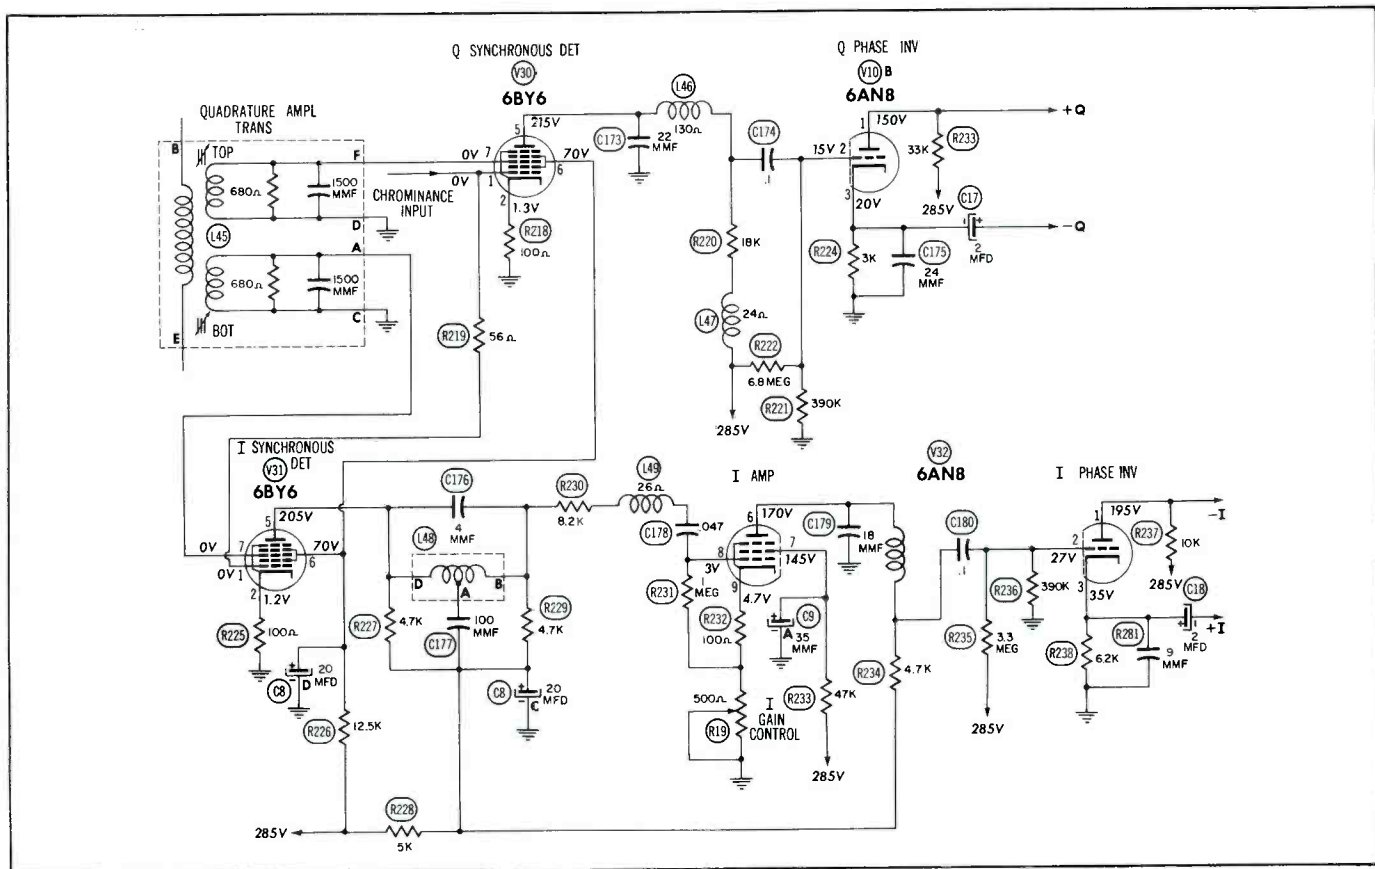 Q SYNCHRONOUS DET
V30
6BY6
Q PHASE INV
V10 B
6AN8
QUADRATURE AMPL
TRANS
B
TOP
680Ω
1500
MMF
F
D
L45
680Ω
1500
MMF
A
C
E
BOT
CHROMINANCE
INPUT
0V
7
0V
1
5
215V
70V
6
2
1.3V
R218
100Ω
R219
56Ω
C173
22
MMF
L46
130Ω
C174
.1
R220
18K
L47
24Ω
R222
6.8 MEG
R221
390K
285V
15V
2
1
150V
3
20V
33K
R233
285V
C17
+
2
MFD
+Q
-Q
R224
3K
C175
24
MMF
I SYNCHRONOUS
DET
V31
6BY6
5
205V
0V
7
0V
1
70V
6
2
1.2V
R225
100Ω
C8
+
-
D
20
MFD
R226
12.5K
285V
R228
5K
C176
4
MMF
L48
D
A
B
R227
4.7K
C177
100
MMF
R229
4.7K
C8
+
-
C
20
MFD
R230
8.2K
L49
26Ω
C178
.047
I AMP
6
170V
8
3V
7
145V
9
4.7V
R231
1
MEG
R232
100Ω
C9
+
-
A
35
MMF
500Ω
R19
I
GAIN
CONTROL
R233
47K
285V
C179
18
MMF
R234
4.7K
V32
6AN8
C180
.1
R235
3.3
MEG
285V
R236
390K
I PHASE INV
1
195V
2
27V
3
35V
R237
10K
285V
-I
+I
C18
+
2
MFD
R238
6.2K
R281
9
MMF